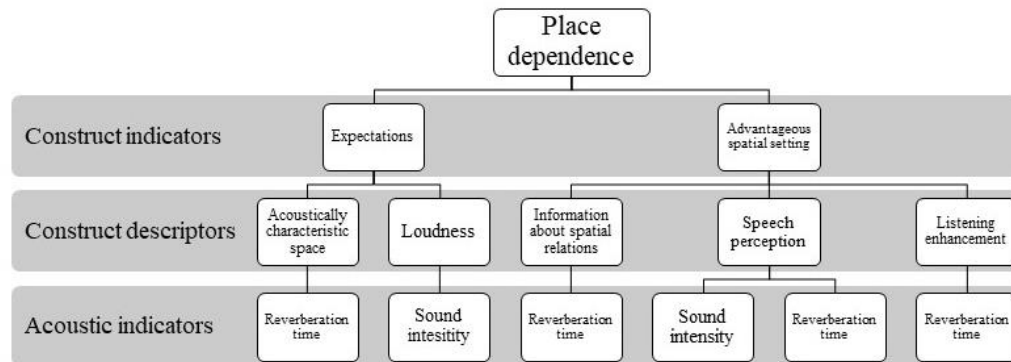 Place
dependence
Construct indicators
Expectations
Advantageous
spatial setting
Construct descriptors
Acoustically
characteristic
space
Loudness
Information
about spatial
relations
Speech
perception
Listening
enhancement
Acoustic indicators
Reverberation
time
Sound
intesitity
Reverberation
time
Sound
intensity
Reverberation
time
Reverberation
time